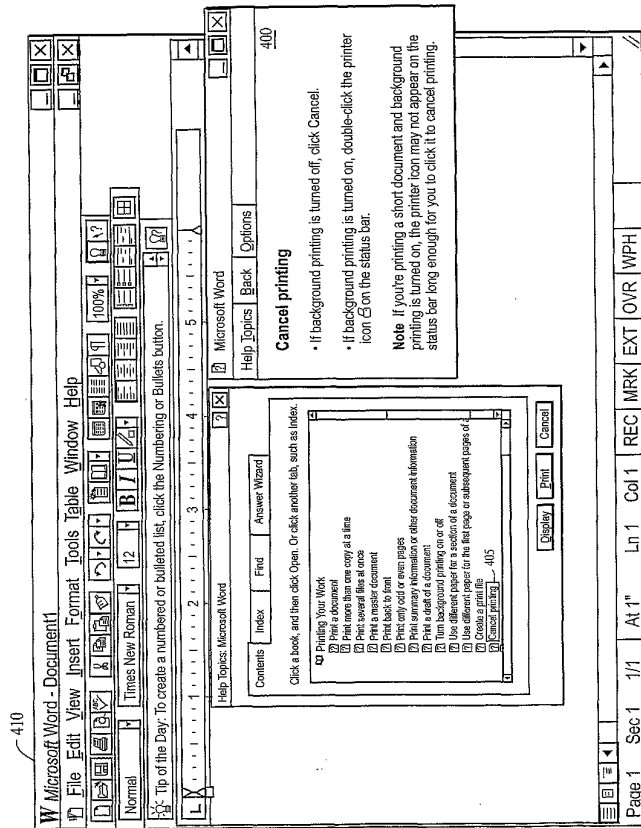 410
W Microsoft Word - Document1
File Edit View Insert Format Tools Table Window Help
100%
Normal Times New Roman 12 B I U
Tip of the Day: To create a numbered or bulleted list, click the Numbering or Bullets button.
L 1 2 3 4 5
Help Topics: Microsoft Word
Contents Index Find Answer Wizard
Click a book, and then click Open. Or click another tab, such as Index.
Printing Your Work
Print a document
Print more than one copy at a time
Print several files at once
Print a master document
Print back to front
Print only odd or even pages
Print summary information or other document information
Print a draft of a document
Turn background printing on or off
Use different paper for a section of a document
Use different paper for the first page or subsequent pages of a
Create a print file
Cancel printing
405
Display Print Cancel
Microsoft Word
Help Topics Back Options
400
Cancel printing
• If background printing is turned off, click Cancel.
• If background printing is turned on, double-click the printer
icon on the status bar.
Note If you're printing a short document and background
printing is turned on, the printer icon may not appear on the
status bar long enough for you to click it to cancel printing.
Page 1 Sec 1 1/1 At 1" Ln 1 Col 1 REC MRK EXT OVR WPH